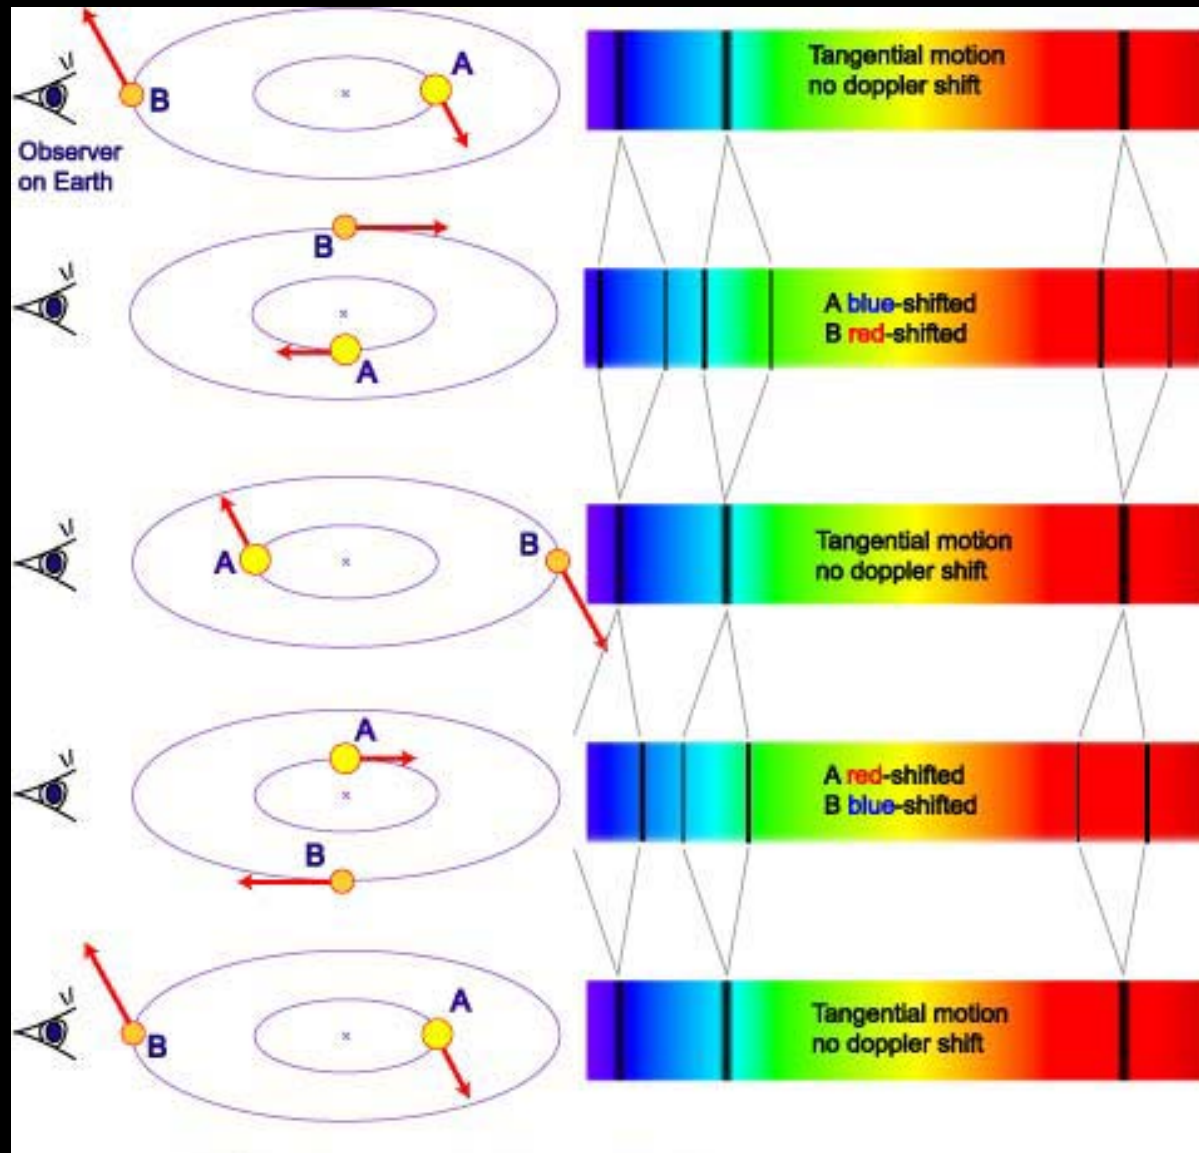 A
B
Observer
on Earth
Tangential motion
no doppler shift
B
A
A blue-shifted
B red-shifted
A
B
Tangential motion
no doppler shift
A
B
A red-shifted
B blue-shifted
A
B
Tangential motion
no doppler shift